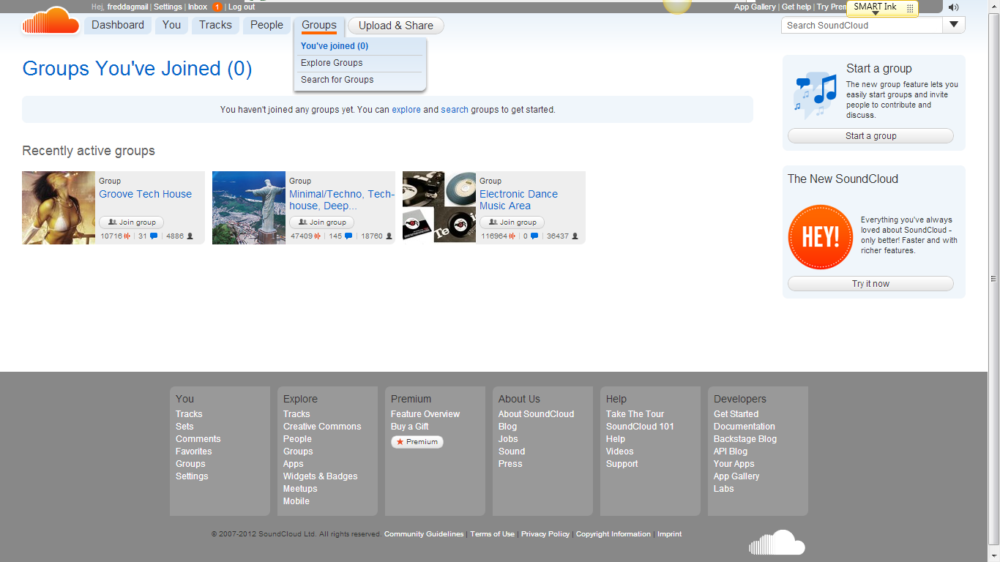 Hej, freddagmail | Settings | Inbox 1 | Log out
App Gallery | Get help | Try Prem
SMART Ink
Dashboard
You
Tracks
People
Groups
Upload & Share
Search SoundCloud
You've joined (0)
Explore Groups
Search for Groups
Groups You've Joined (0)
You haven't joined any groups yet. You can explore and search groups to get started.
Recently active groups
Group
Groove Tech House
Join group
10716 | 31 | 4886
Group
Minimal/Techno, Tech-
house, Deep...
Join group
47409 | 145 | 18760
Group
Electronic Dance
Music Area
Join group
116964 | 0 | 36437
Start a group
The new group feature lets you
easily start groups and invite
people to contribute and
discuss.
Start a group
The New SoundCloud
HEY!
Everything you've always
loved about SoundCloud -
only better! Faster and with
richer features.
Try it now
You
Tracks
Sets
Comments
Favorites
Groups
Settings
Explore
Tracks
Creative Commons
People
Groups
Apps
Widgets & Badges
Meetups
Mobile
Premium
Feature Overview
Buy a Gift
Premium
About Us
About SoundCloud
Blog
Jobs
Sound
Press
Help
Take The Tour
SoundCloud 101
Help
Videos
Support
Developers
Get Started
Documentation
Backstage Blog
API Blog
Your Apps
App Gallery
Labs
© 2007-2012 SoundCloud Ltd. All rights reserved. Community Guidelines | Terms of Use | Privacy Policy | Copyright Information | Imprint